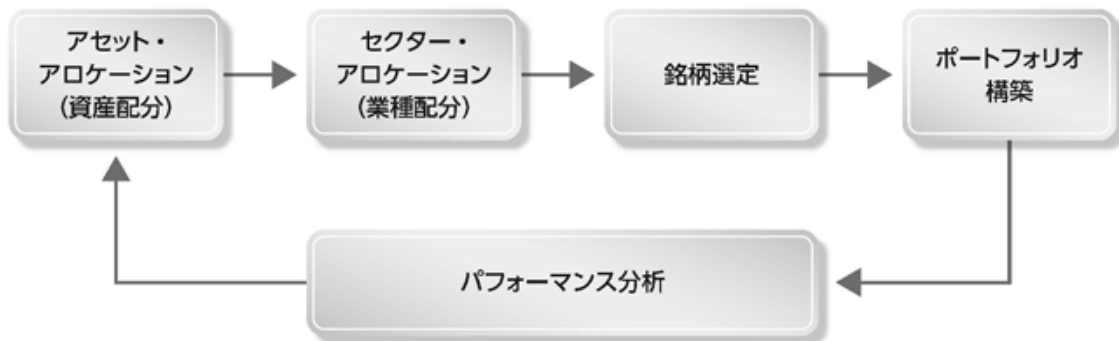 アセット・
アロケーション
（資産配分）
セクター・
アロケーション
（業種配分）
銘柄選定
ポートフォリオ
構築
パフォーマンス分析